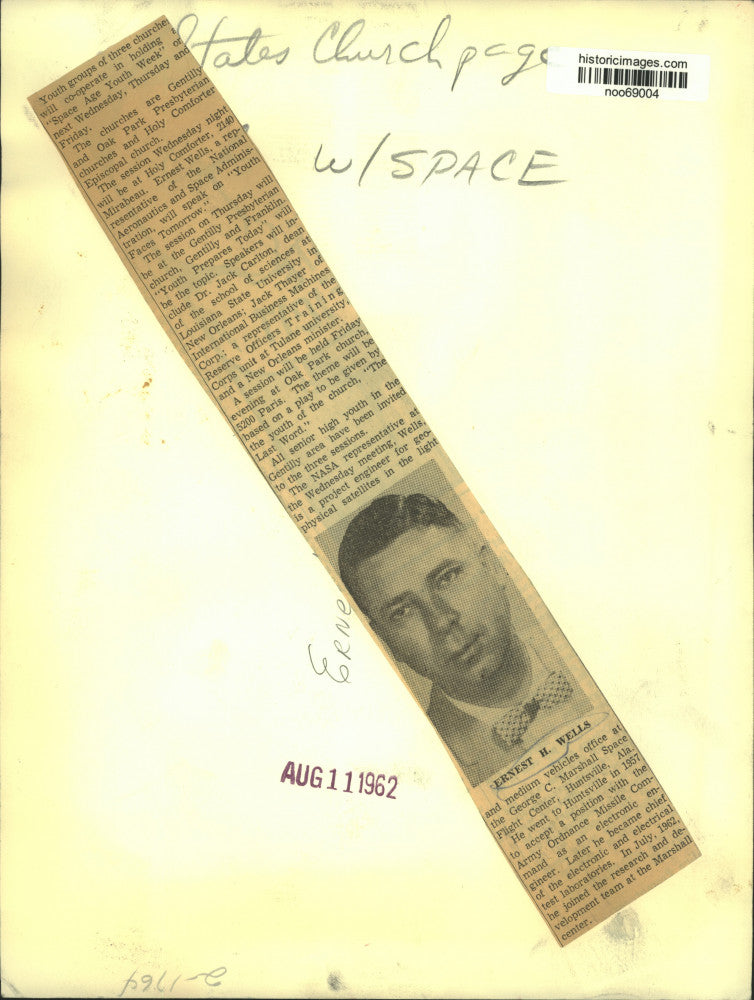 States Church page
historicimages.com
noo69004
W/SPACE
Youth groups of three churches
will co-operate in holding a
"Space Age Youth Week" on
next Wednesday, Thursday and
Friday.
The churches are Gentilly
and Oak Park Presbyterian
churches and Holy Comforter
Episcopal church.
The session Wednesday night
will be at Holy Comforter, 2140
Mirabeau. Ernest Wells, a rep-
resentative of the National
Aeronautics and Space Adminis-
tration, will speak on "Youth
Faces Tomorrow."
The session on Thursday will
be at the Gentilly Presbyterian
church, Gentilly and Franklin.
"Youth Prepares Today" will
be the topic. Speakers will in-
clude Dr. Jack Carlton, dean
of the school of sciences at
Louisiana State University in
New Orleans; Jack Thayer of
International Business Machines
Corp.; a representative of the
Reserve Officers Training
Corps unit at Tulane university,
and a New Orleans minister.
A session will be held Friday
evening at Oak Park church,
5200 Paris. The theme will be
based on a play to be given by
the youth of the church, "The
Last Word."
All senior high youth in the
Gentilly area have been invited
to the three sessions.
The NASA representative at
the Wednesday meeting, Wells,
is a project engineer for geo-
physical satellites in the light
ERNEST H. WELLS
and medium vehicles office at
the George C. Marshall Space
Flight Center, Huntsville, Ala.
He went to Huntsville in 1957
to accept a position with the
Army Ordnance Missile Com-
mand as an electronic en-
gineer. Later he became chief
of the electronic and electrical
test laboratories. In July, 1962,
he joined the research and de-
velopment team at the Marshall
center.
ERNE
AUG 11 1962